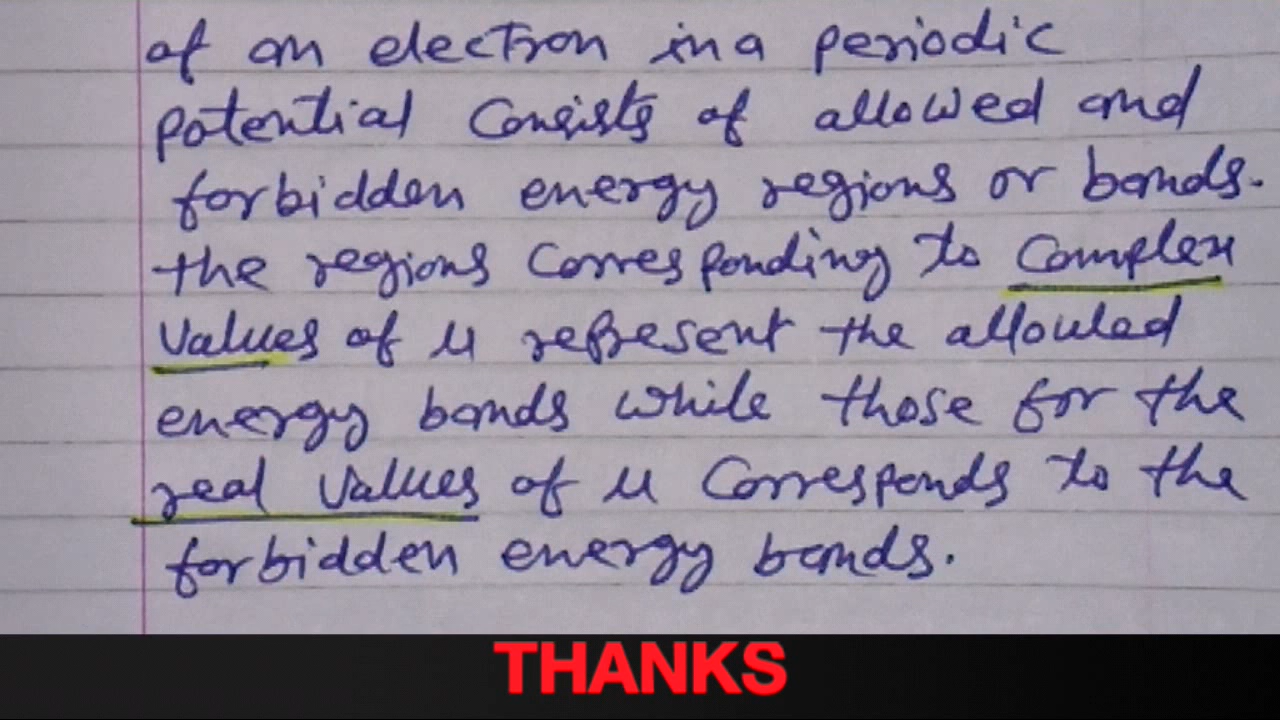 of an electron in a periodic
potential consists of allowed and
forbidden energy regions or bands.
the regions corresponding to complex
values of μ represent the allowed
energy bands while those for the
real values of μ corresponds to the
forbidden energy bands.
THANKS